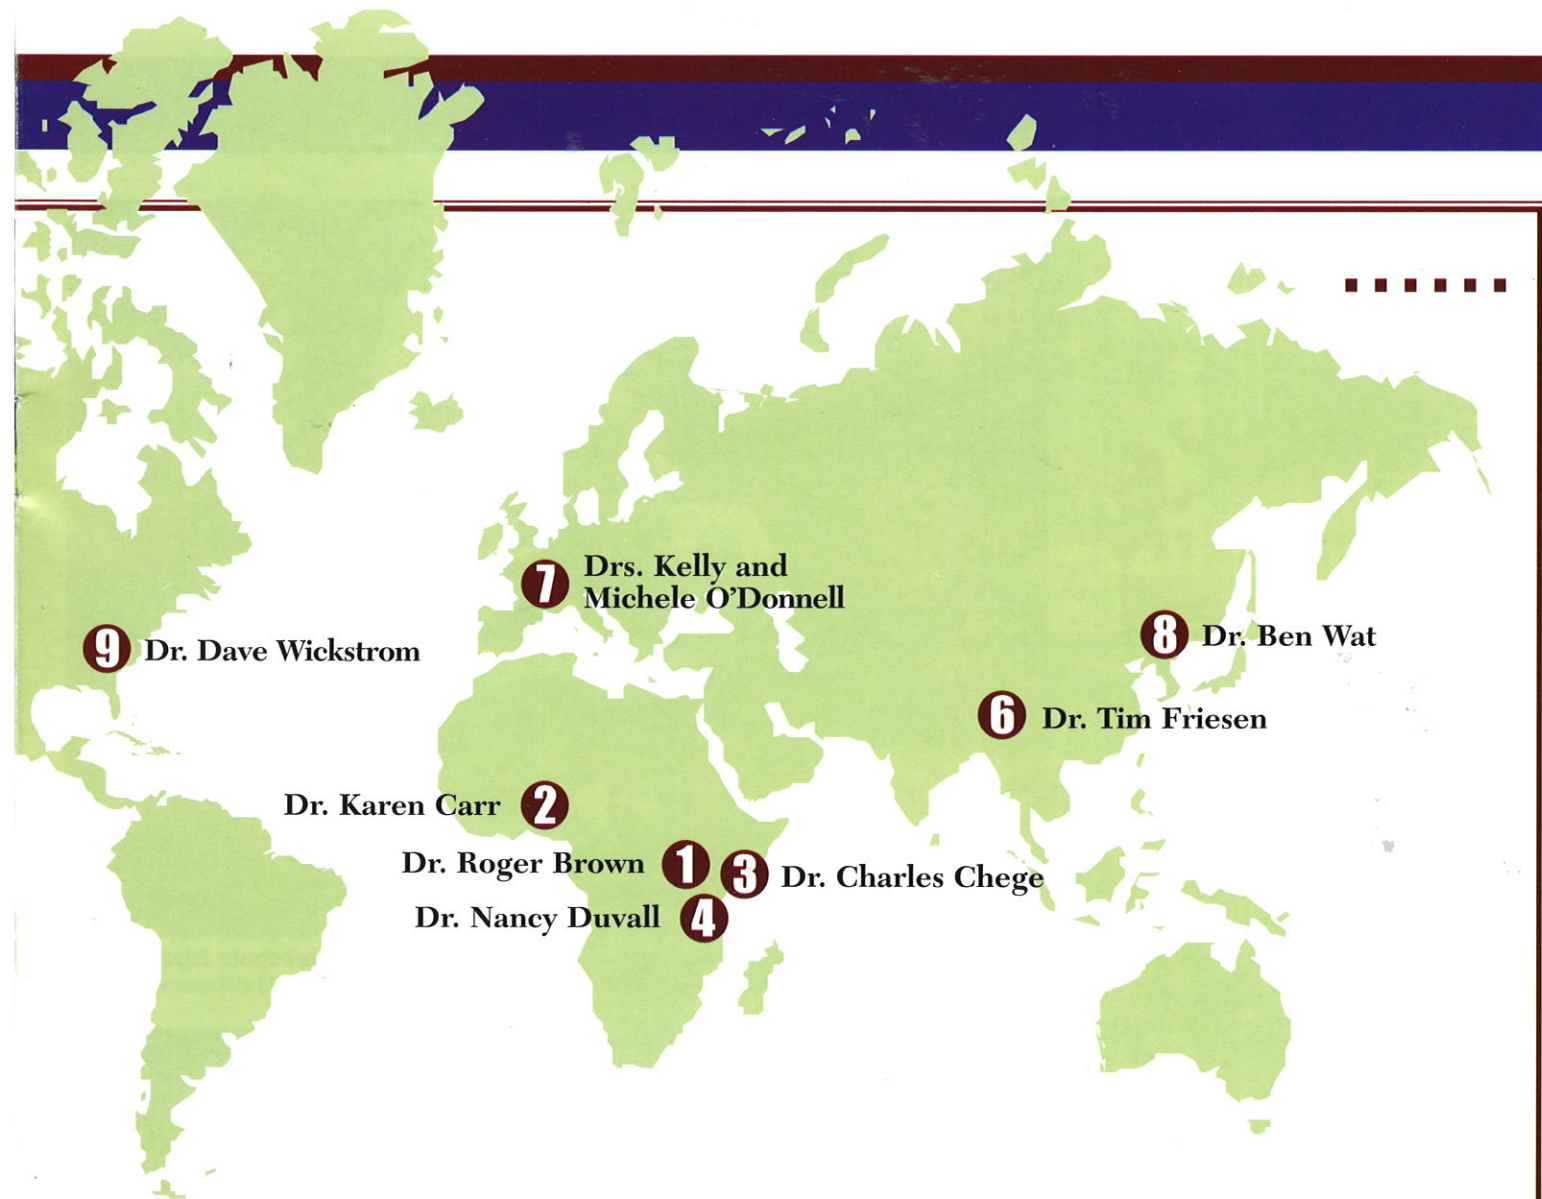 7 Drs. Kelly and
Michele O’Donnell
9 Dr. Dave Wickstrom
8 Dr. Ben Wat
6 Dr. Tim Friesen
Dr. Karen Carr 2
Dr. Roger Brown 1
3 Dr. Charles Chege
Dr. Nancy Duvall 4